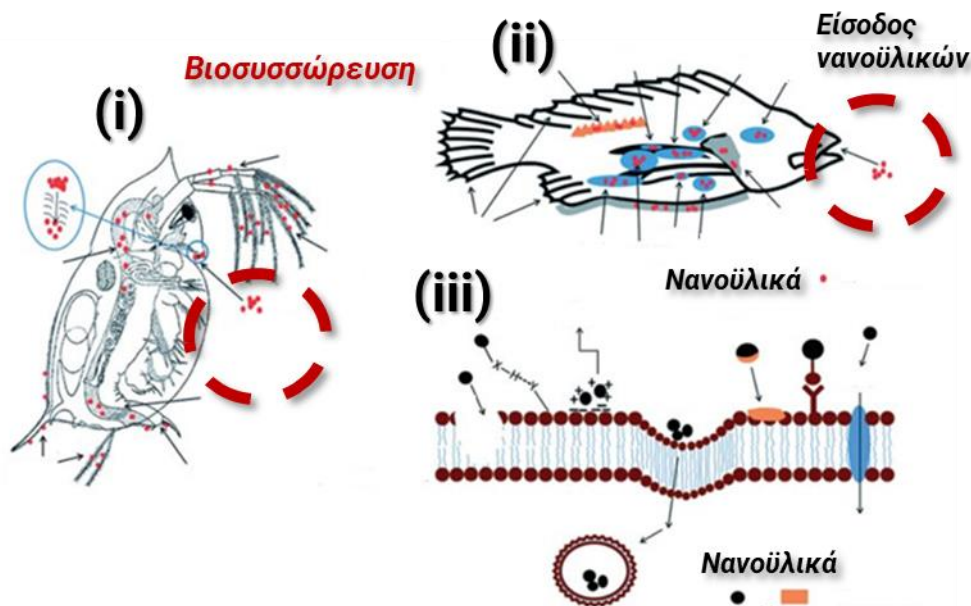 Βιοσυσσώρευση
(i)
(ii)
Είσοδος
νανοϋλικών
Νανοϋλικά
(iii)
X-H-Y
+ + + +
Νανοϋλικά